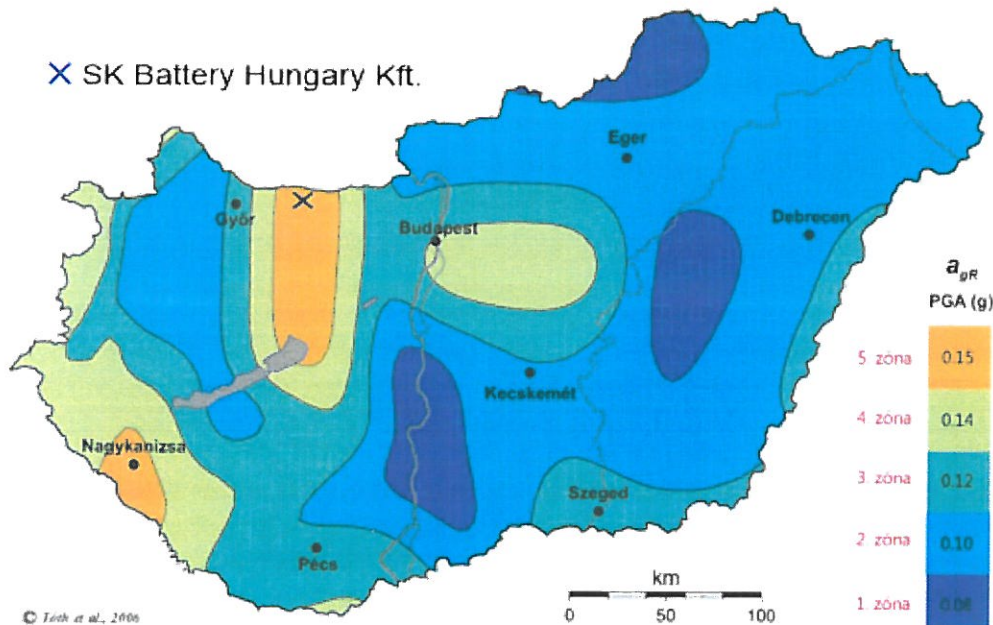 X SK Battery Hungary Kft.
Eger
Győr
Debrecen
Budapest
a_gR
PGA (g)
5. zóna 0.15
Kecskemét
4. zóna 0.14
Nagykanizsa
3. zóna 0.12
Szeged
2. zóna 0.10
Pécs
km
1. zóna 0.08
0 50 100
© Tóth et al., 2006